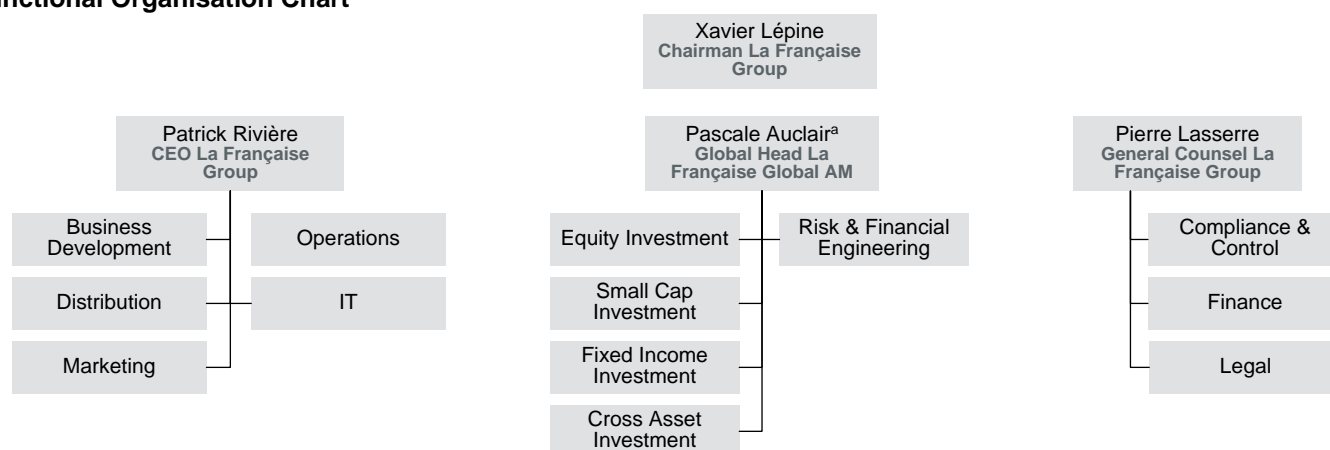 nctional Organisation Chart
Xavier Lépine
Chairman La Française
Group
Patrick Rivière
CEO La Française
Group
Pascale Auclairᵃ
Global Head La
Française Global AM
Pierre Lasserre
General Counsel La
Française Group
Business
Development
Operations
Equity Investment
Risk & Financial
Engineering
Compliance &
Control
Distribution
IT
Small Cap
Investment
Finance
Marketing
Fixed Income
Investment
Legal
Cross Asset
Investment